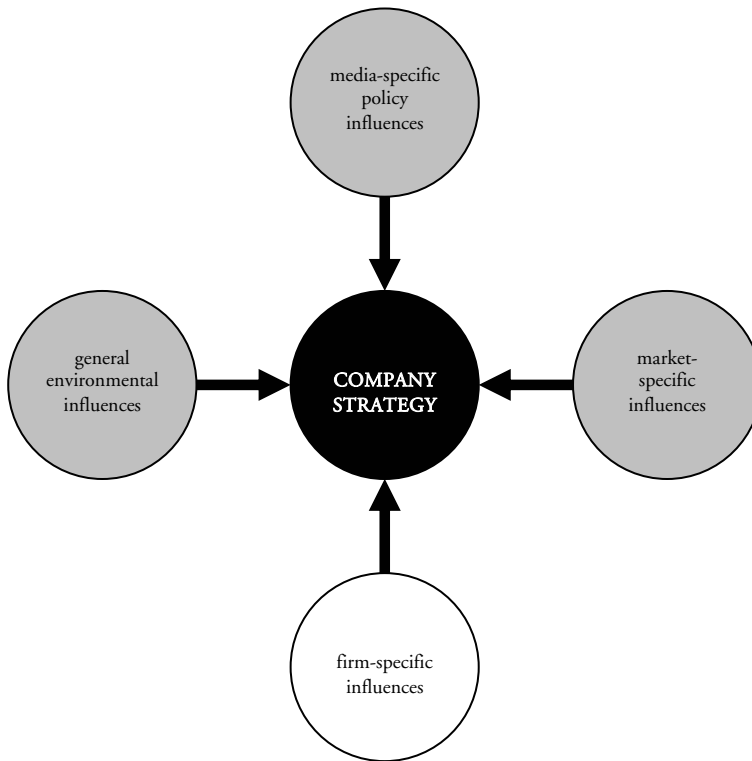 media-specific
policy
influences
general
environmental
influences
COMPANY
STRATEGY
market-
specific
influences
firm-specific
influences